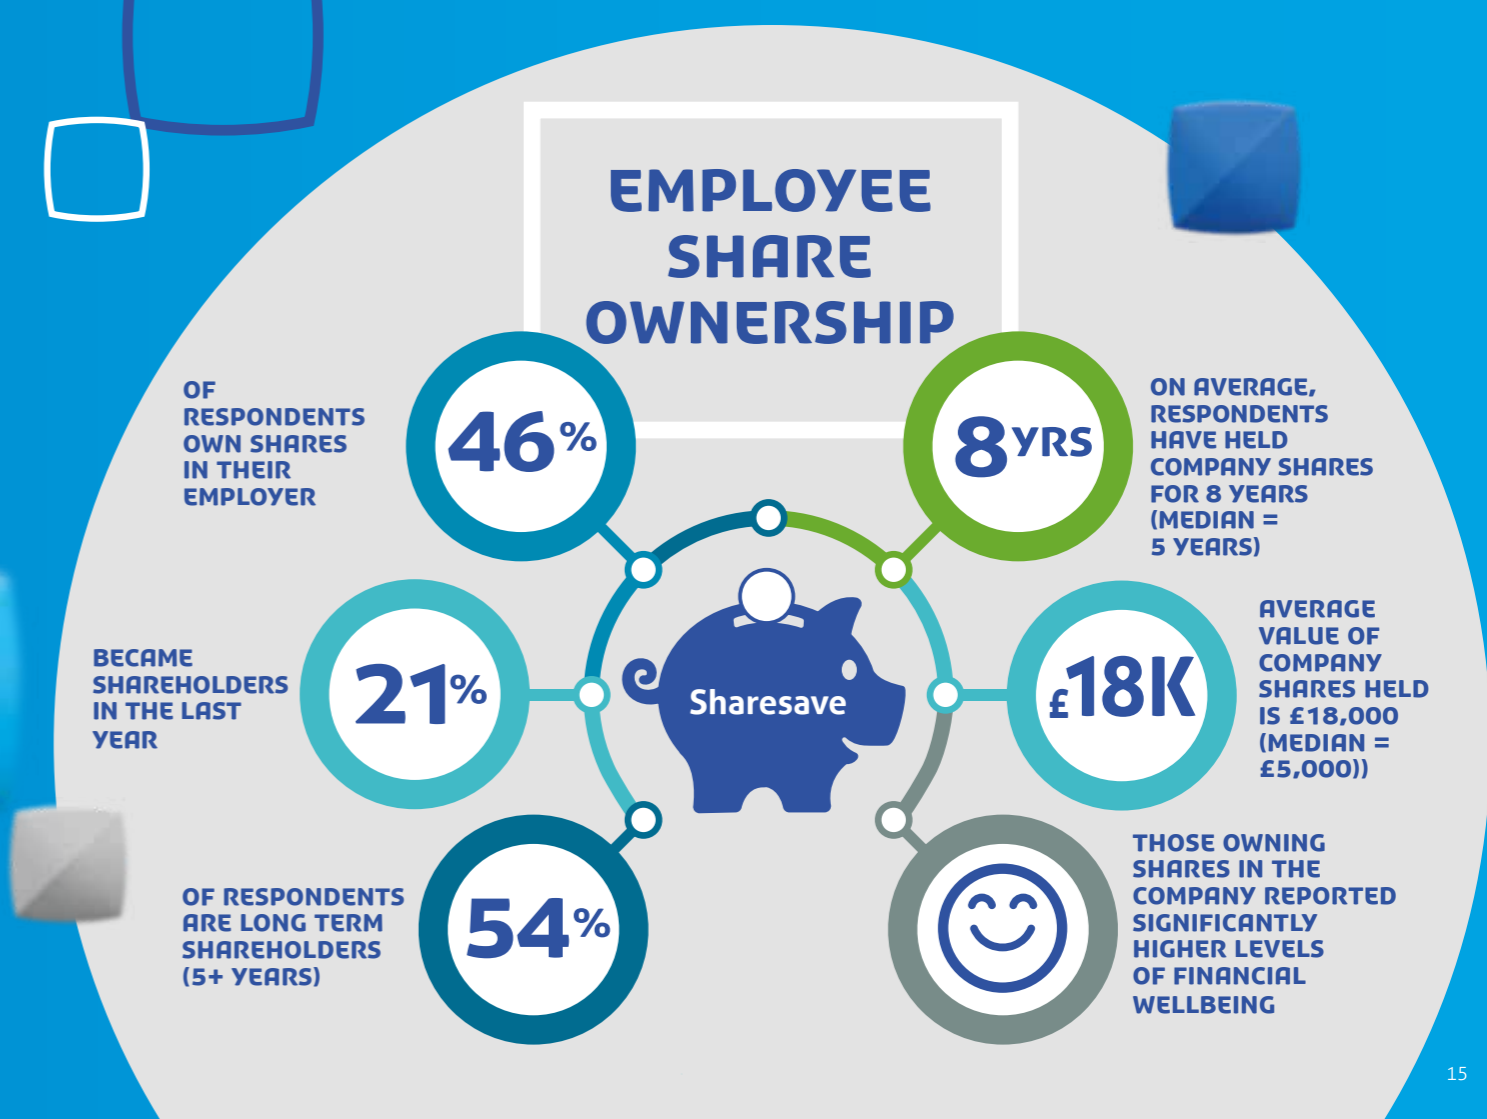 EMPLOYEE
SHARE
OWNERSHIP
OF
RESPONDENTS
OWN SHARES
IN THEIR
EMPLOYER
46%
8 YRS
ON AVERAGE,
RESPONDENTS
HAVE HELD
COMPANY SHARES
FOR 8 YEARS
(MEDIAN =
5 YEARS)
BECAME
SHAREHOLDERS
IN THE LAST
YEAR
21%
Sharesave
£18K
AVERAGE
VALUE OF
COMPANY
SHARES HELD
IS £18,000
(MEDIAN =
£5,000))
OF RESPONDENTS
ARE LONG TERM
SHAREHOLDERS
(5+ YEARS)
54%
THOSE OWNING
SHARES IN THE
COMPANY REPORTED
SIGNIFICANTLY
HIGHER LEVELS
OF FINANCIAL
WELLBEING
15